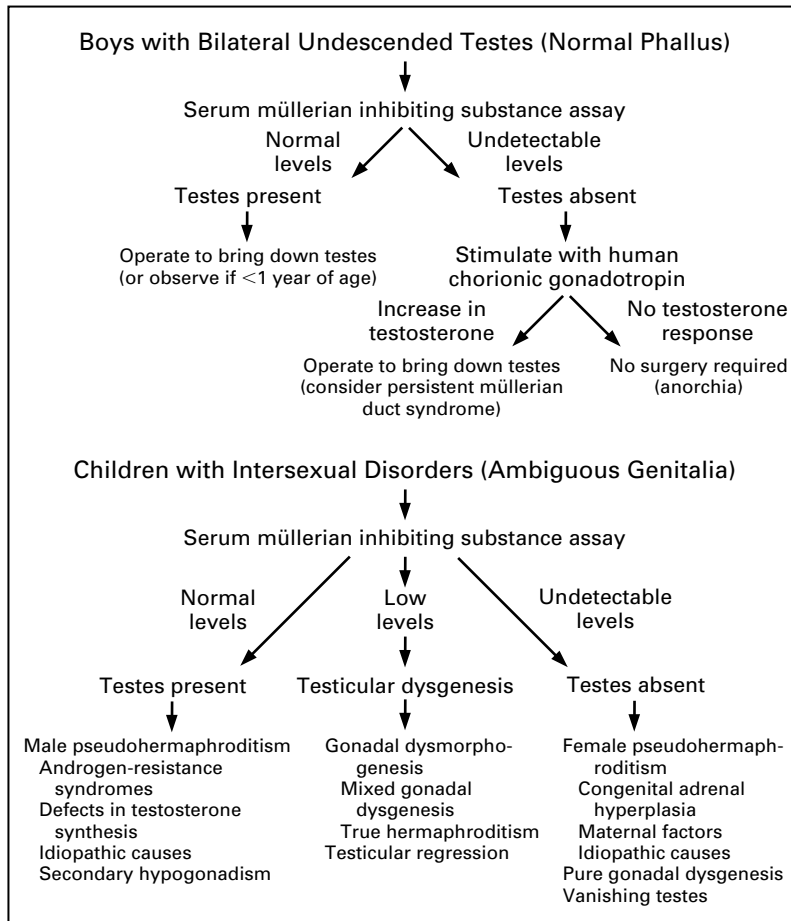 Boys with Bilateral Undescended Testes (Normal Phallus)
Serum müllerian inhibiting substance assay
Normal
levels
Undetectable
levels
Testes present
Testes absent
Operate to bring down testes
(or observe if <1 year of age)
Stimulate with human
chorionic gonadotropin
Increase in
testosterone
No testosterone
response
Operate to bring down testes
(consider persistent müllerian
duct syndrome)
No surgery required
(anorchia)
Children with Intersexual Disorders (Ambiguous Genitalia)
Serum müllerian inhibiting substance assay
Normal
levels
Low
levels
Undetectable
levels
Testes present
Testicular dysgenesis
Testes absent
Male pseudohermaphroditism
Androgen-resistance
syndromes
Defects in testosterone
synthesis
Idiopathic causes
Secondary hypogonadism
Gonadal dysmorpho-
genesis
Mixed gonadal
dysgenesis
True hermaphroditism
Testicular regression
Female pseudohermaph-
roditism
Congenital adrenal
hyperplasia
Maternal factors
Idiopathic causes
Pure gonadal dysgenesis
Vanishing testes